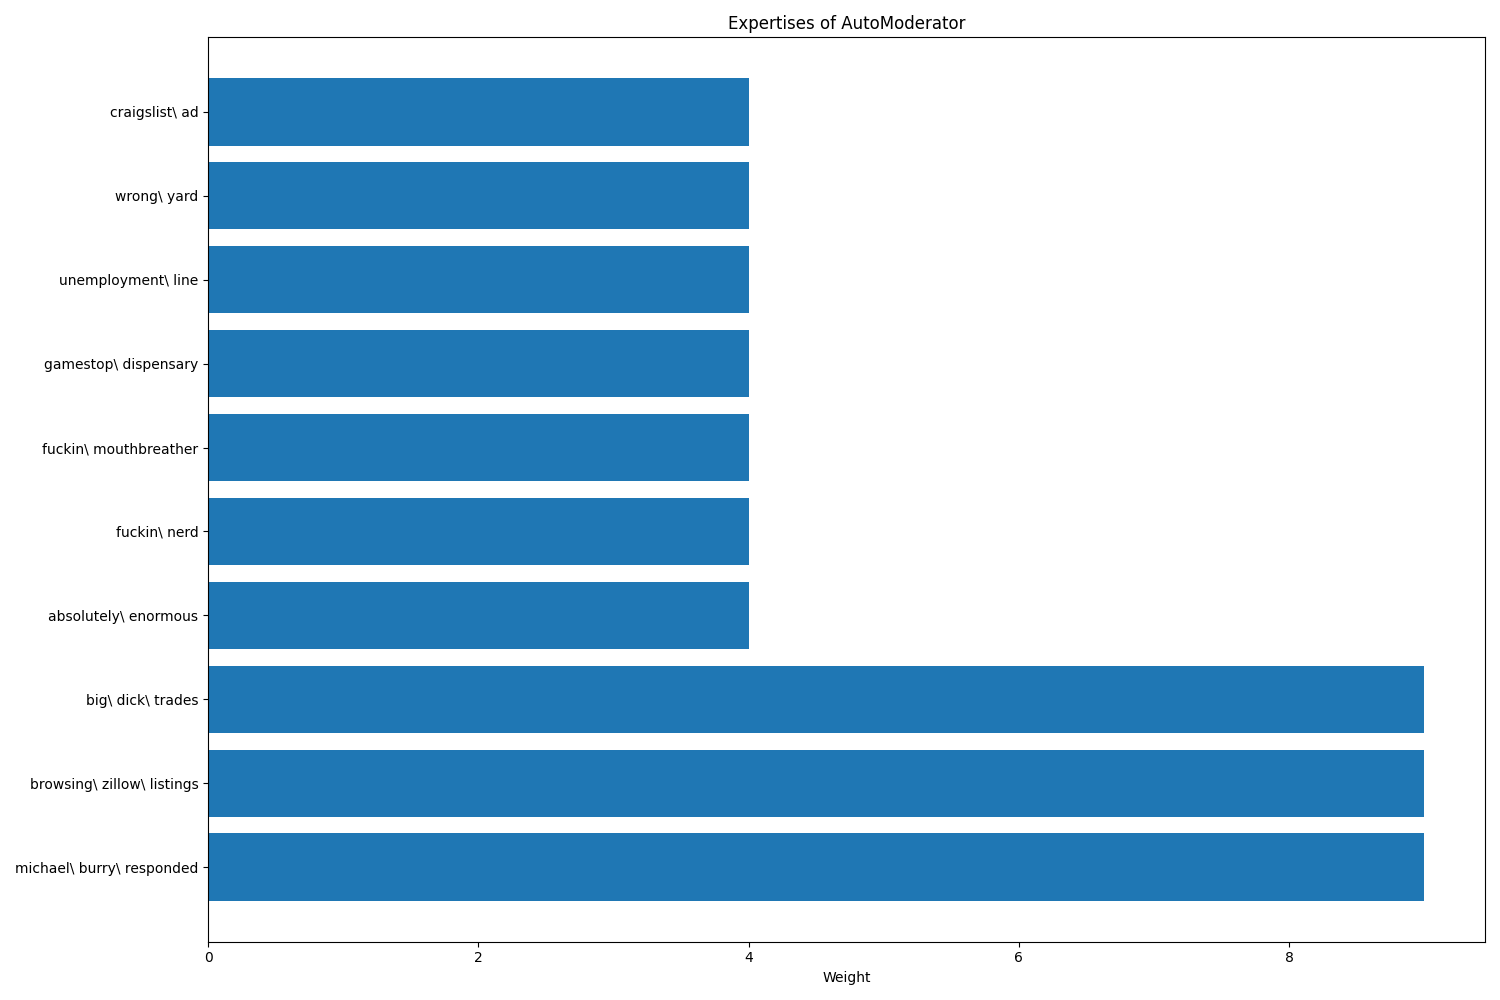 Expertises of AutoModerator
craigslist\ ad
wrong\ yard
unemployment\ line
gamestop\ dispensary
fuckin\ mouthbreather
fuckin\ nerd
absolutely\ enormous
big\ dick\ trades
browsing\ zillow\ listings
michael\ burry\ responded
0 2 4 6 8
Weight